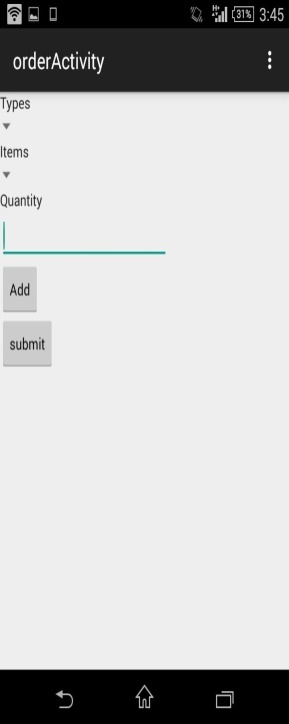 H+ 31% 3:45
orderActivity
Types
Items
Quantity
Add
submit